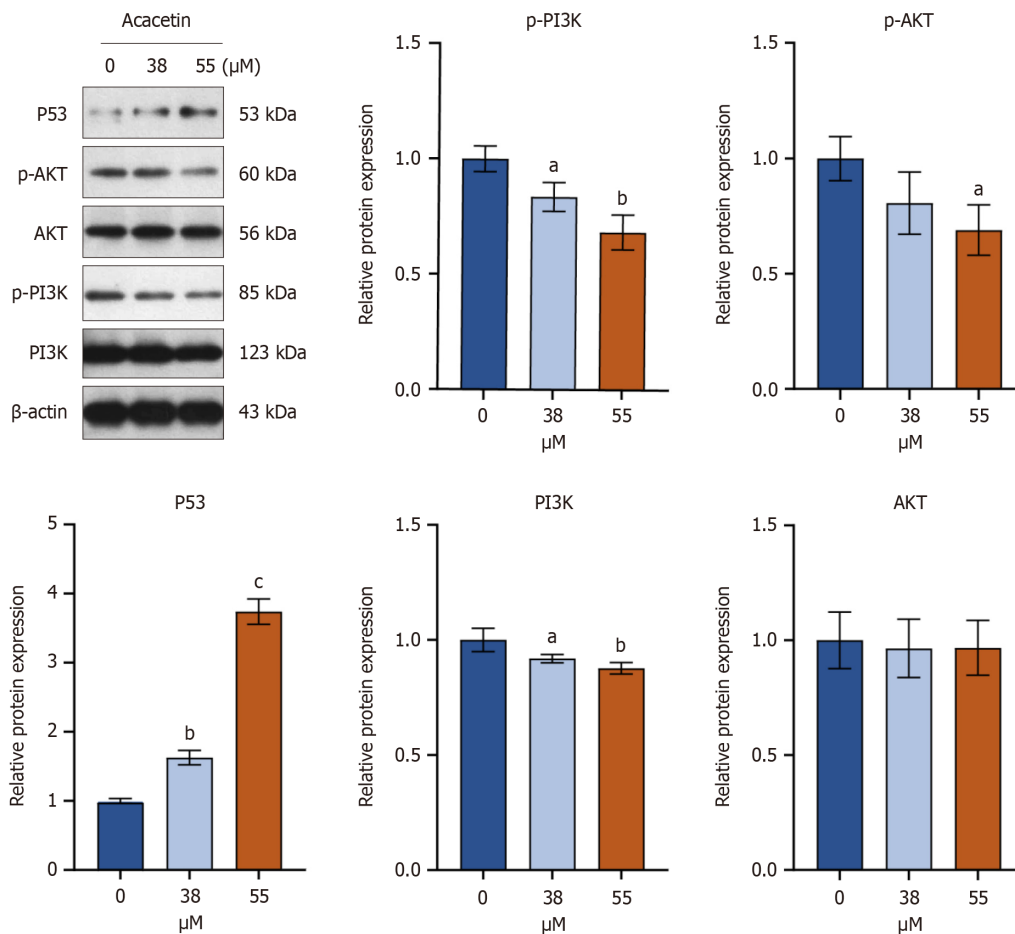 Acacetin
0 38 55 (µM)
P53 53 kDa
p-AKT 60 kDa
AKT 56 kDa
p-PI3K 85 kDa
PI3K 123 kDa
β-actin 43 kDa
p-PI3K
Relative protein expression
1.5
1.0
0.5
0.0
a
b
0 38 55
µM
p-AKT
Relative protein expression
1.5
1.0
0.5
0.0
a
0 38 55
µM
P53
Relative protein expression
5
4
3
2
1
0
b
c
0 38 55
µM
PI3K
Relative protein expression
1.5
1.0
0.5
0.0
a
b
0 38 55
µM
AKT
Relative protein expression
1.5
1.0
0.5
0.0
0 38 55
µM